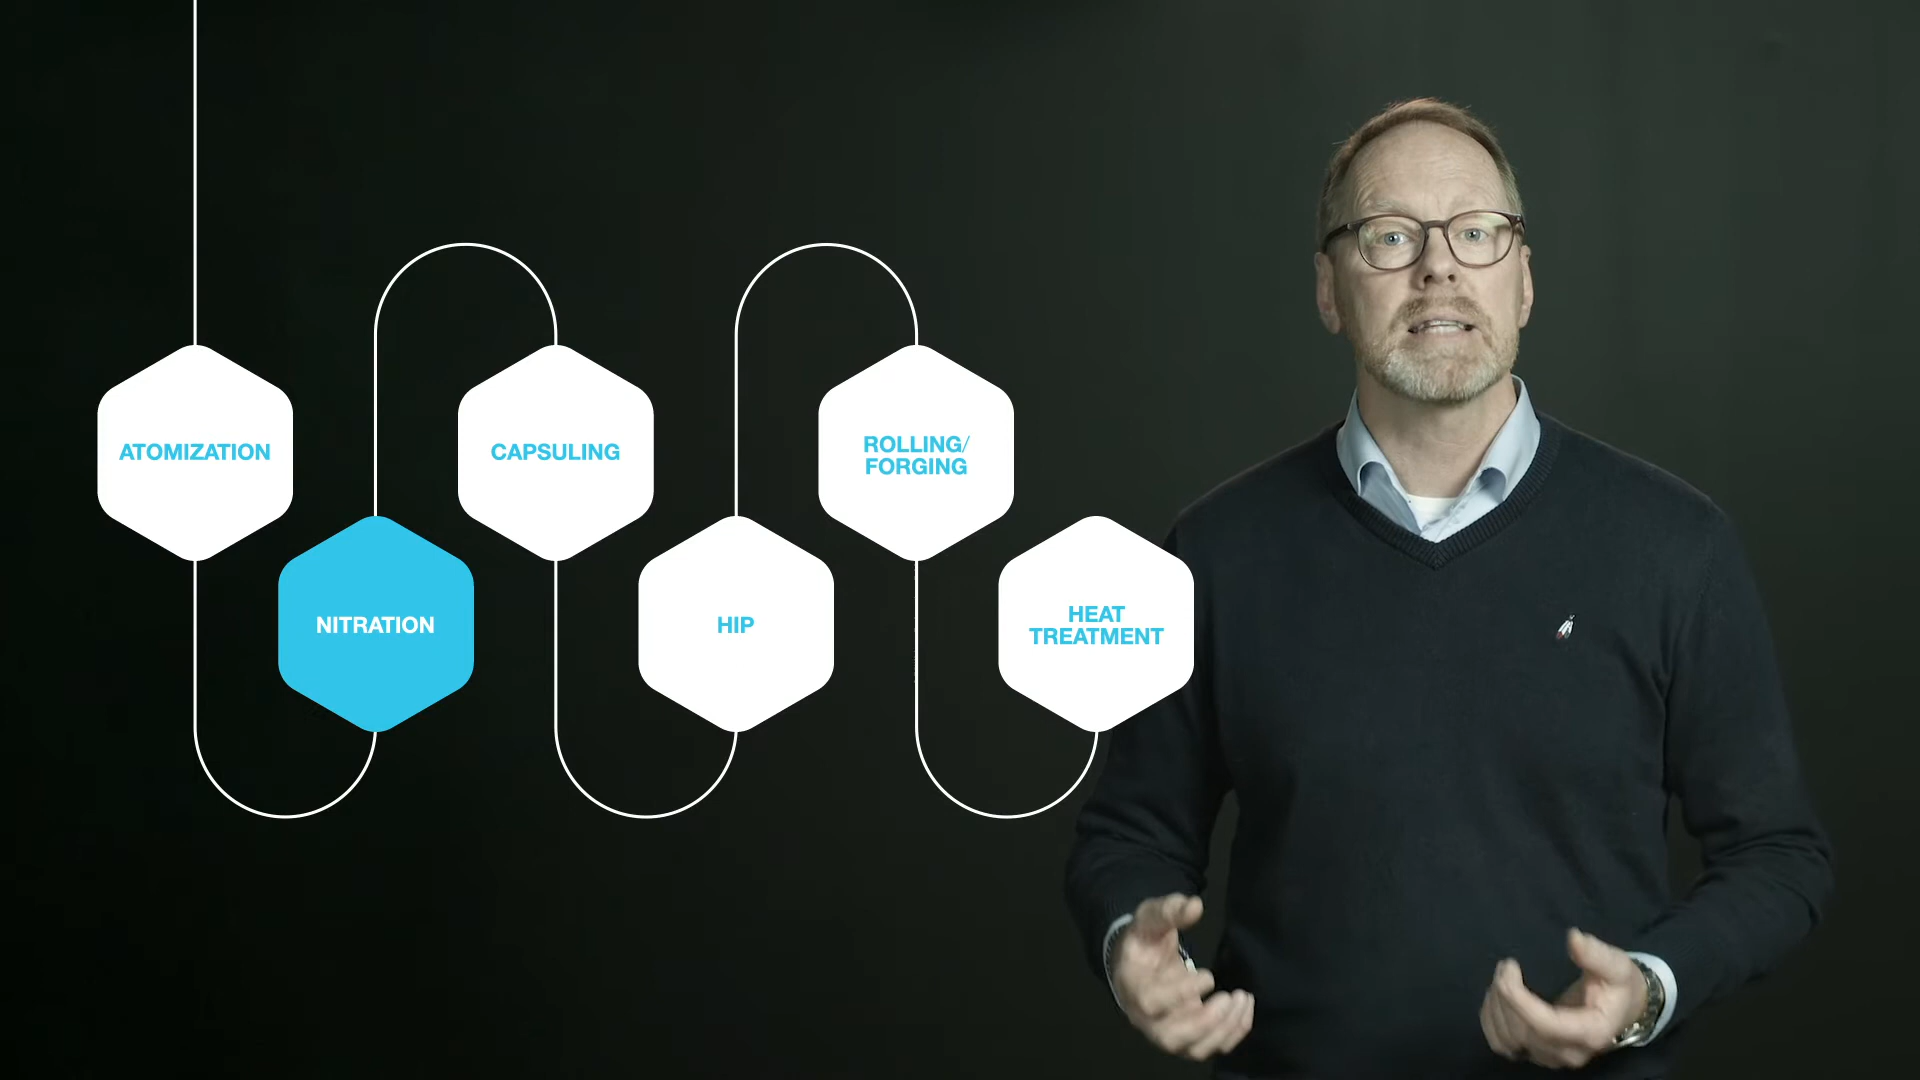 ATOMIZATION
NITRATION
CAPSULING
HIP
ROLLING/
FORGING
HEAT
TREATMENT